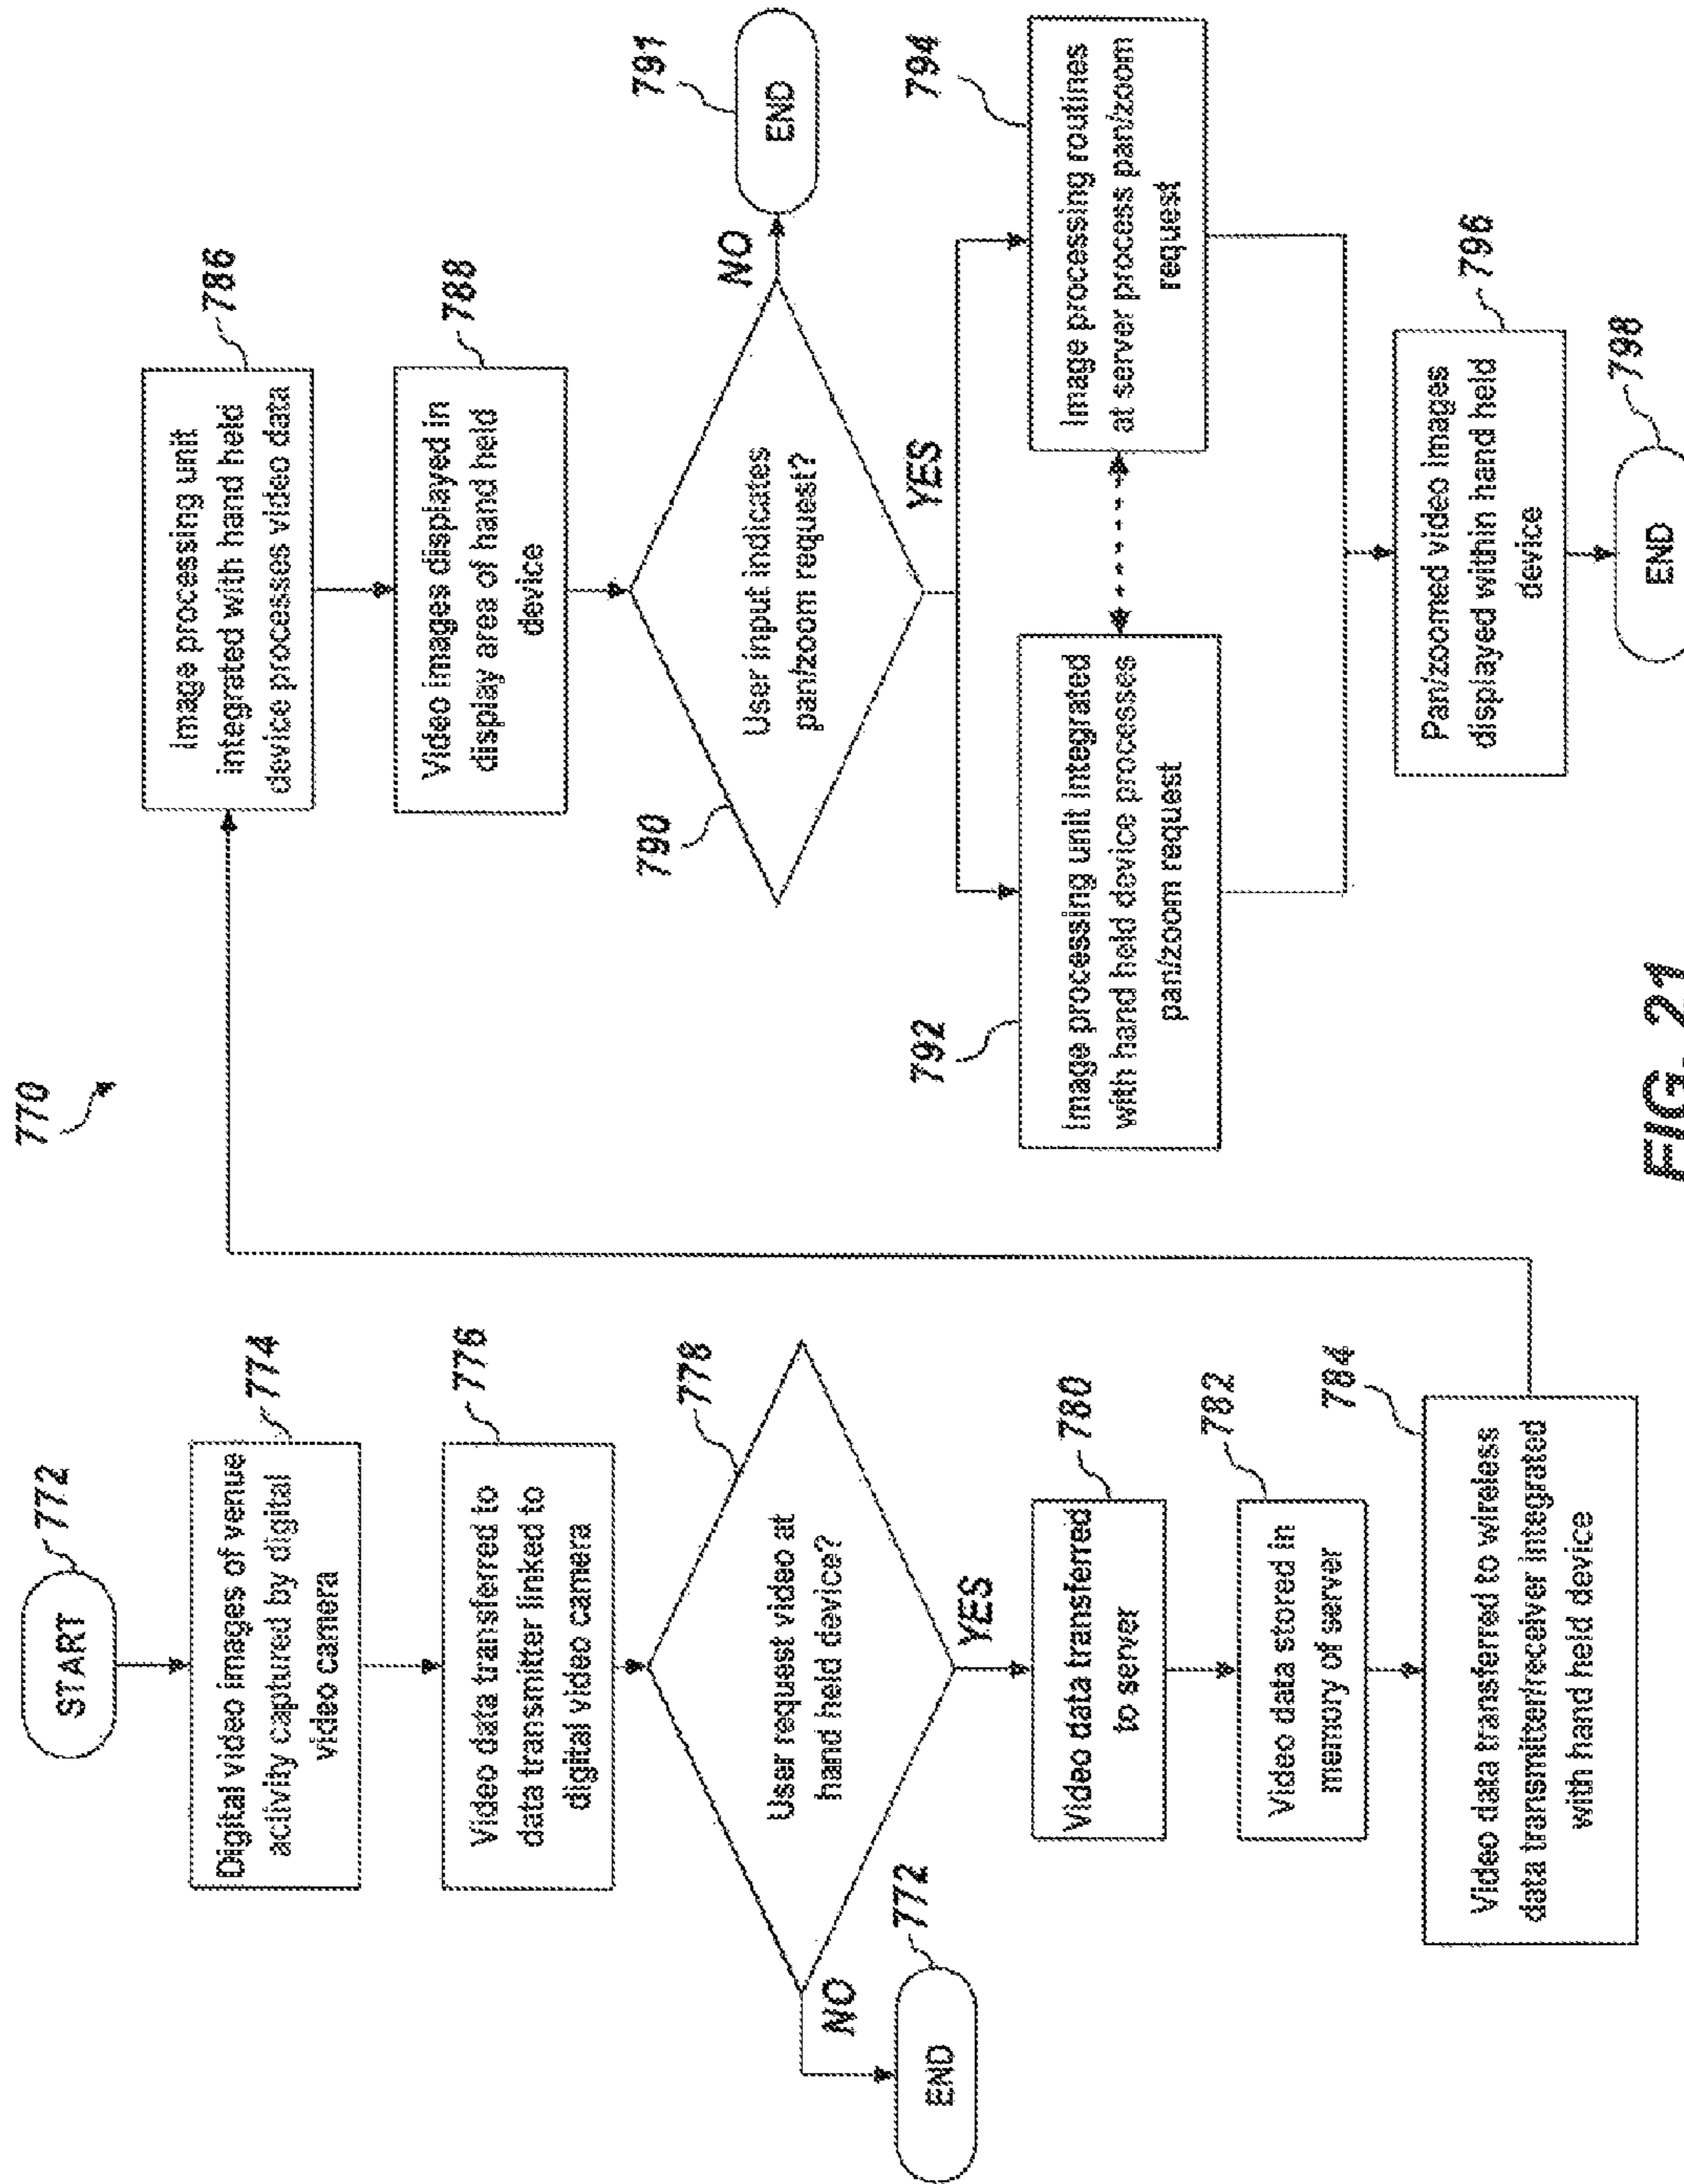 770
START
772
Digital video images of venue
activity captured by digital
video camera
774
Video data transferred to
data transmitter linked to
digital video camera
776
User request video at
hand held device?
778
NO
END
772
YES
Video data transferred
to server
780
Video data stored in
memory of server
782
Video data transferred to wireless
data transmitter/receiver integrated
with hand held device
784
Image processing unit
integrated with hand held
device processes video data
786
Video images displayed in
display area of hand held
device
788
User input indicates
pan/zoom request?
790
NO
END
791
YES
Image processing unit integrated
with hand held device processes
pan/zoom request
792
Image processing routines
at server process pan/zoom
request
794
Pan/zoomed video images
displayed within hand held
device
796
END
798
FIG. 21